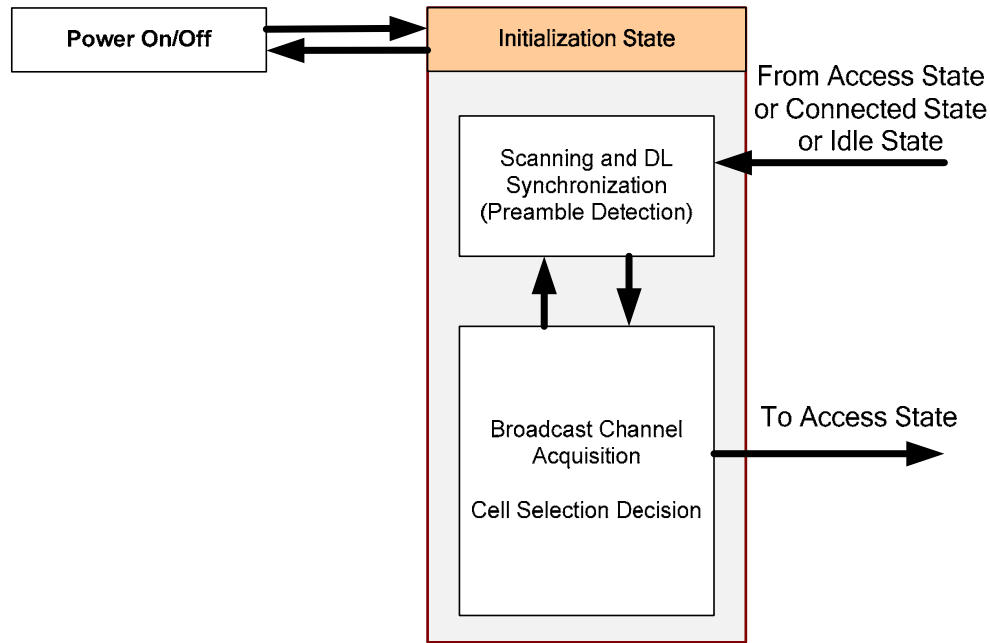 Power On/Off
Initialization State
From Access State
or Connected State
or Idle State
Scanning and DL
Synchronization
(Preamble Detection)
To Access State
Broadcast Channel
Acquisition
Cell Selection Decision